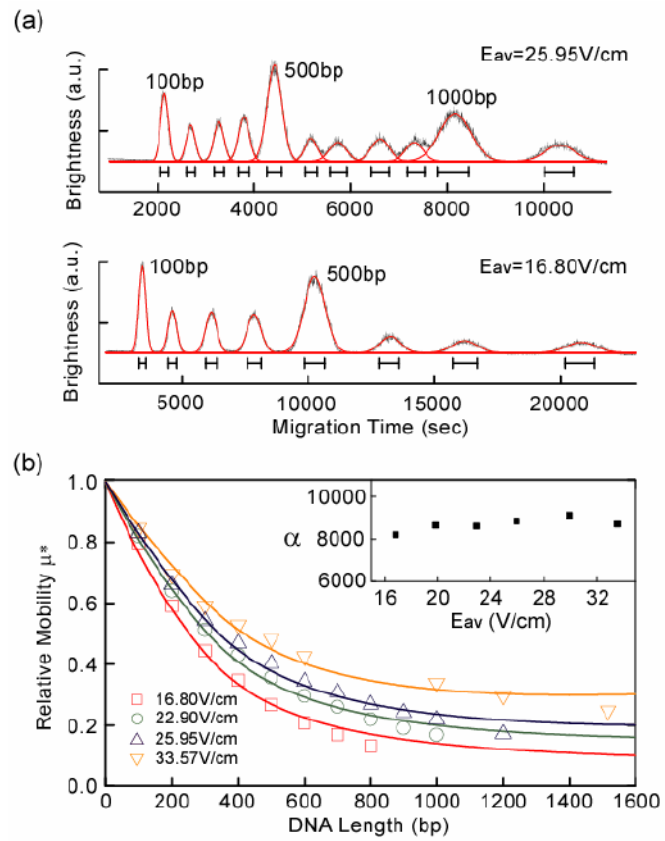 (a)
Eav=25.95V/cm
100bp
500bp
1000bp
Brightness (a.u.)
2000 4000 6000 8000 10000
Eav=16.80V/cm
100bp
500bp
Brightness (a.u.)
5000 10000 15000 20000
Migration Time (sec)
(b)
1.0
0.8
0.6
0.4
0.2
0.0
Relative Mobility μ*
10000
8000
6000
α
16 20 24 28 32
Eav (V/cm)
16.80V/cm
22.90V/cm
25.95V/cm
33.57V/cm
0 200 400 600 800 1000 1200 1400 1600
DNA Length (bp)